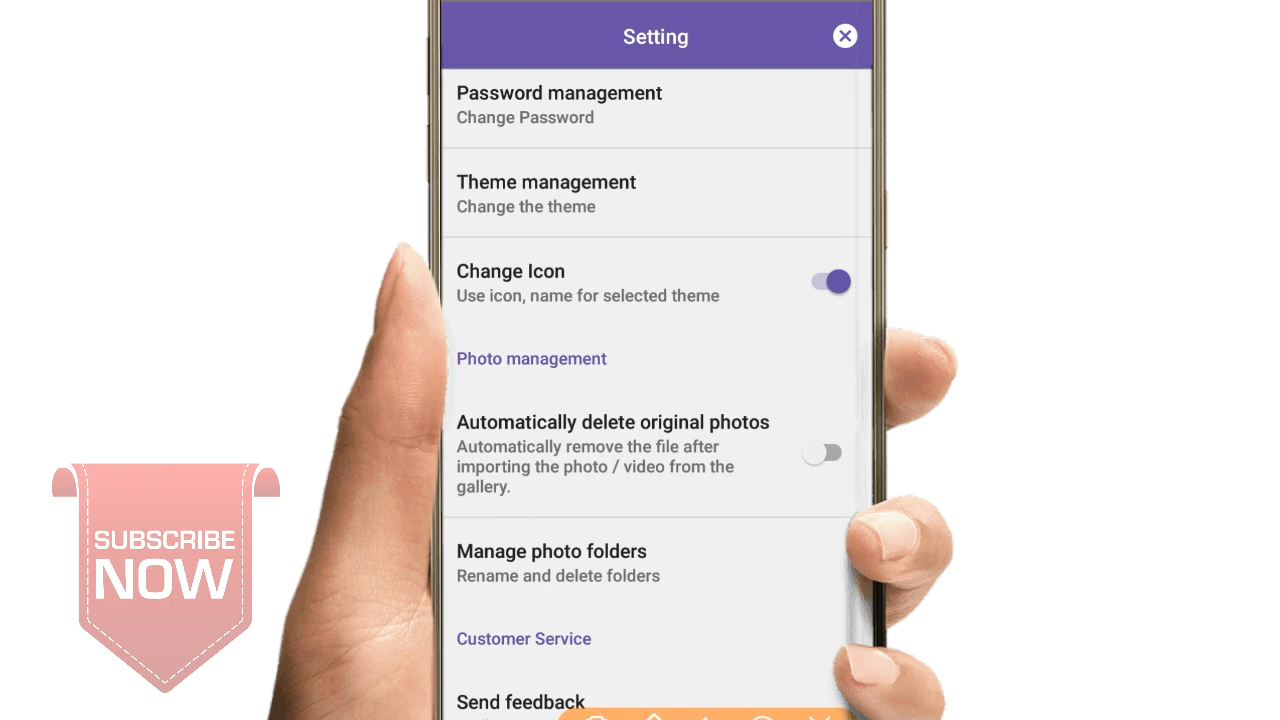 Setting
Password management
Change Password
Theme management
Change the theme
Change Icon
Use icon, name for selected theme
Photo management
Automatically delete original photos
Automatically remove the file after
importing the photo / video from the
gallery.
Manage photo folders
Rename and delete folders
Customer Service
Send feedback
SUBSCRIBE
NOW